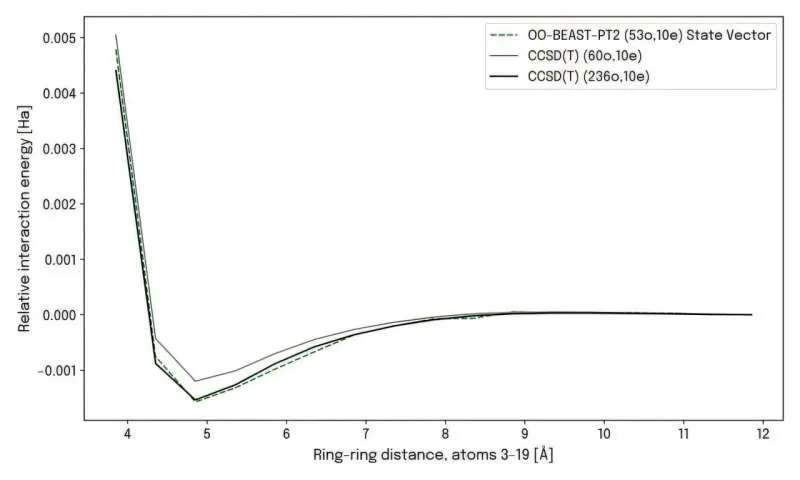 OO-BEAST-PT2 (53o,10e) State Vector
CCSD(T) (60o,10e)
CCSD(T) (236o,10e)
Relative interaction energy [Ha]
0.005
0.004
0.003
0.002
0.001
0.000
-0.001
4 5 6 7 8 9 10 11 12
Ring-ring distance, atoms 3-19 [Å]